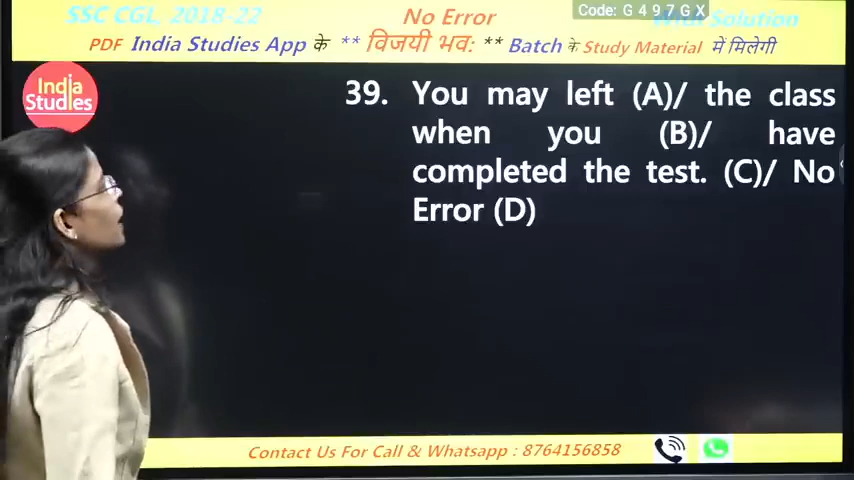 SSC CGL, 2018-22 No Error Solution
Code: G 4 9 7 G X
PDF India Studies App के ** विजयी भव: ** Batch के Study Material में मिलेगी
India
Studies
39. You may left (A)/ the class
when you (B)/ have
completed the test. (C)/ No
Error (D)
Contact Us For Call & Whatsapp : 8764156858